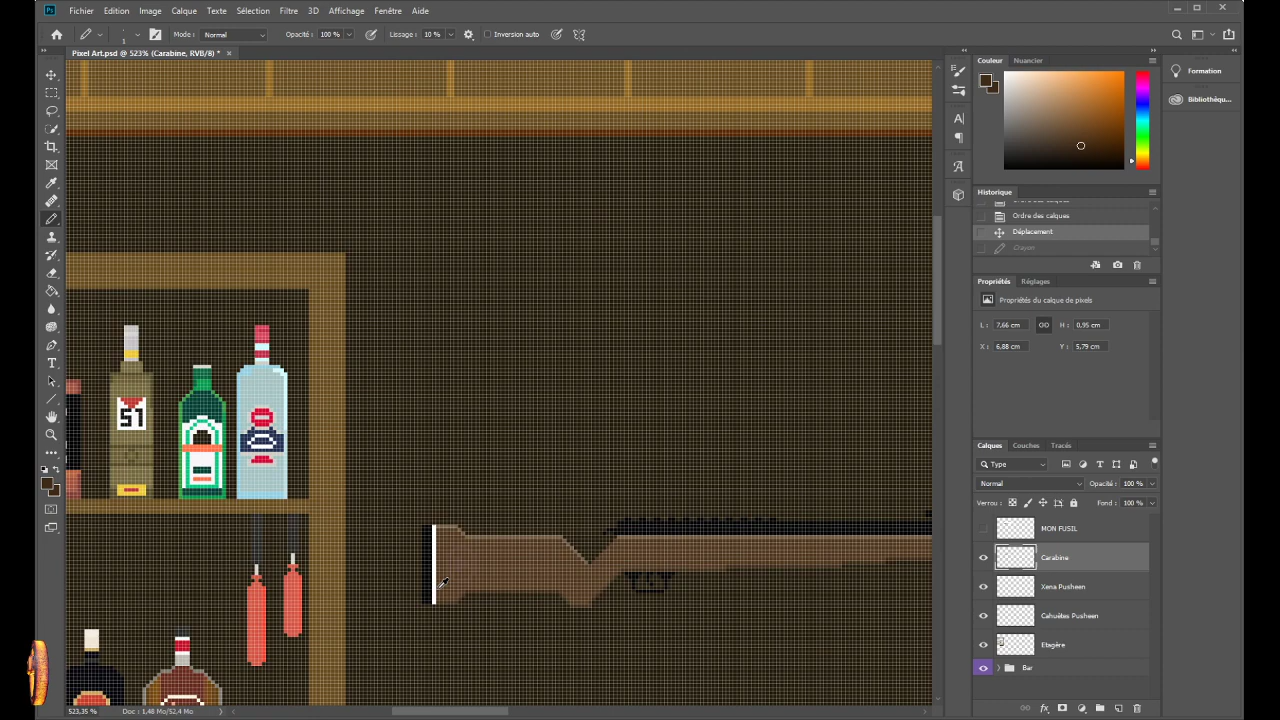 Fichier Edition Image Calque Texte Sélection Filtre 3D Affichage Fenêtre Aide
Mode : Normal Opacité : 100 % Lissage : 10 % Inversion auto
Pixel Art.psd @ 523% (Carabine, RVB/8) *
Couleur Nuancier
Formation
Bibliothèqu...
Historique
Ordre des calques
Ordre des calques
Déplacement
Crayon
Propriétés Réglages
Propriétés du calque de pixels
L : 7,66 cm H : 0,95 cm
X : 6,88 cm Y : 5,79 cm
51
Calques Couches Tracés
Type
Normal Opacité : 100 %
Verrou : Fond : 100 %
MON FUSIL
Carabine
Xena Pusheen
Cahuètes Pusheen
Etagère
Bar
523,35 % Doc : 1,48 Mo/52,4 Mo